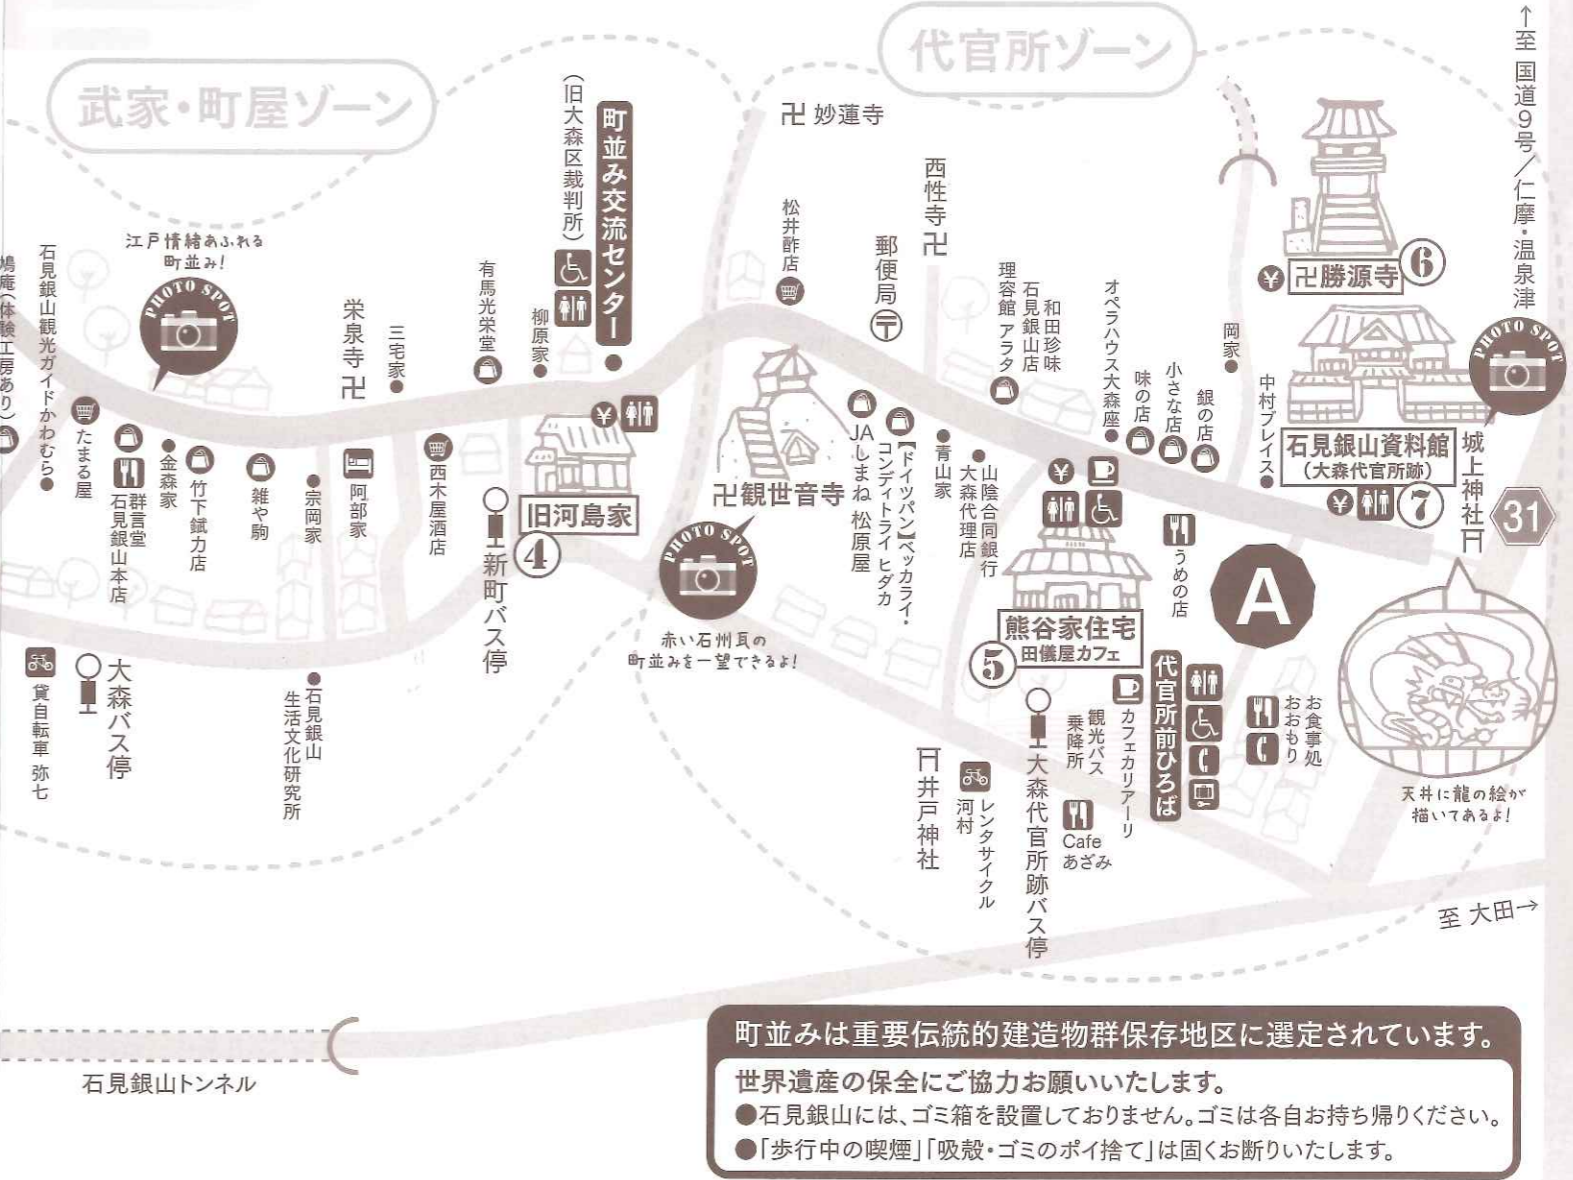 武家・町屋ゾーン
代官所ゾーン
↑至 国道9号／仁摩・温泉津
卍 妙蓮寺
町並み交流センター
（旧大森区裁判所）
江戸情緒あふれる
町並み!
PHOTO SPOT
鳩庵（体験工房あり）
石見銀山観光ガイドかわむら
たまる屋
群言堂
石見銀山本店
金森家
竹下錻力店
雑や駒
宗岡家
栄泉寺 卍
三宅家
阿部家
有馬光栄堂
柳原家
西木屋酒店
新町バス停
¥
旧河島家
4
松井酢店
郵便局
〒
西性寺 卍
卍観世音寺
PHOTO SPOT
赤い石州瓦の
町並みを一望できるよ!
JAしまね 松原屋
【ドイツパン】ベッカライ・
コンディトライ ヒダカ
青山家
山陰合同銀行
大森代理店
理容館 アラタ
石見銀山店
和田珍味
オペラハウス大森座
味の店
小さな店
銀の店
岡家
中村ブレイス
¥
卍勝源寺
6
PHOTO SPOT
石見銀山資料館
（大森代官所跡）
¥
7
城上神社
31
¥
熊谷家住宅
田儀屋カフェ
5
うめの店
A
代官所前ひろば
お食事処
おおもり
カフェカリアーリ
観光バス
乗降所
Cafe
あざみ
大森代官所跡バス停
レンタサイクル
河村
井戸神社
天井に龍の絵が
描いてあるよ!
貸自転車 弥七
大森バス停
石見銀山
生活文化研究所
至 大田→
石見銀山トンネル
町並みは重要伝統的建造物群保存地区に選定されています。
世界遺産の保全にご協力お願いいたします。
●石見銀山には、ゴミ箱を設置しておりません。ゴミは各自お持ち帰りください。
●「歩行中の喫煙」「吸殻・ゴミのポイ捨て」は固くお断りいたします。